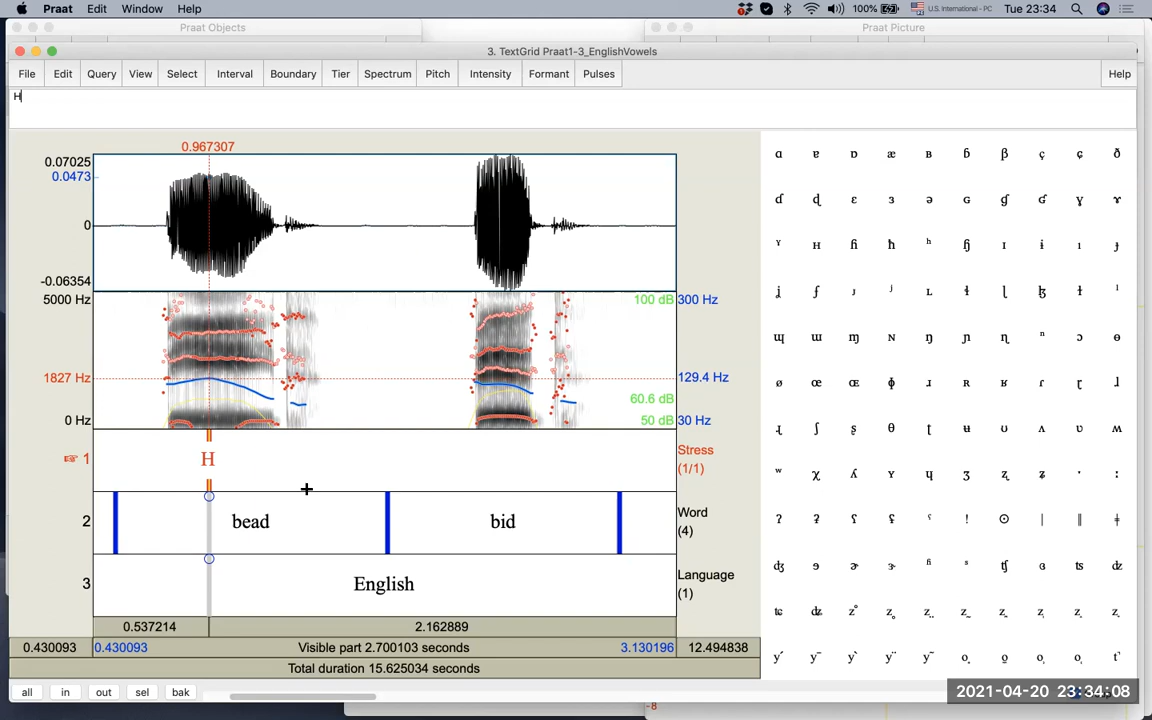 Praat Edit Window Help
100% U.S. International - PC Tue 23:34
Praat Objects
Praat Picture
3. TextGrid Praat1-3_EnglishVowels
File Edit Query View Select Interval Boundary Tier Spectrum Pitch Intensity Formant Pulses Help
H
0.967307
0.07025
0.0473
0
-0.06354
5000 Hz
100 dB 300 Hz
1827 Hz
129.4 Hz
60.6 dB
0 Hz
50 dB 30 Hz
☞ 1
H
Stress
(1/1)
2
bead
bid
Word
(4)
3
English
Language
(1)
0.537214
2.162889
0.430093
0.430093
Visible part 2.700103 seconds
3.130196
12.494838
Total duration 15.625034 seconds
all in out sel bak
ɑ ɐ ɒ æ ʙ ɓ β ç ɕ ð
ɗ ɖ ɛ ɜ ə ɢ ɠ ʛ ɣ ɤ
ˠ ʜ ɦ ħ ʰ ɧ ɪ ɨ ı ɟ
ʝ ʄ ᴊ ʲ ʟ ɫ ɭ ɮ ɬ ˡ
ɰ ɯ ɱ ɴ ŋ ɲ ɳ ⁿ ɔ ɵ
ø œ ɶ ɸ ɹ ʀ ʁ ɾ ɽ ɺ
ɻ ʃ ʂ θ ʈ ʉ ʊ ʌ ʋ ʍ
ʷ χ ʎ ʏ ɥ ʒ ʐ ʑ ˑ ː
ʔ ʡ ʕ ʢ ˤ ! ʘ ǀ ǁ ǂ
ʤ ɘ ɚ ɝ ʱ ˢ ʧ ɞ ʦ ʣ
ʨ ʥ
2021-04-20 23:34:08
-8